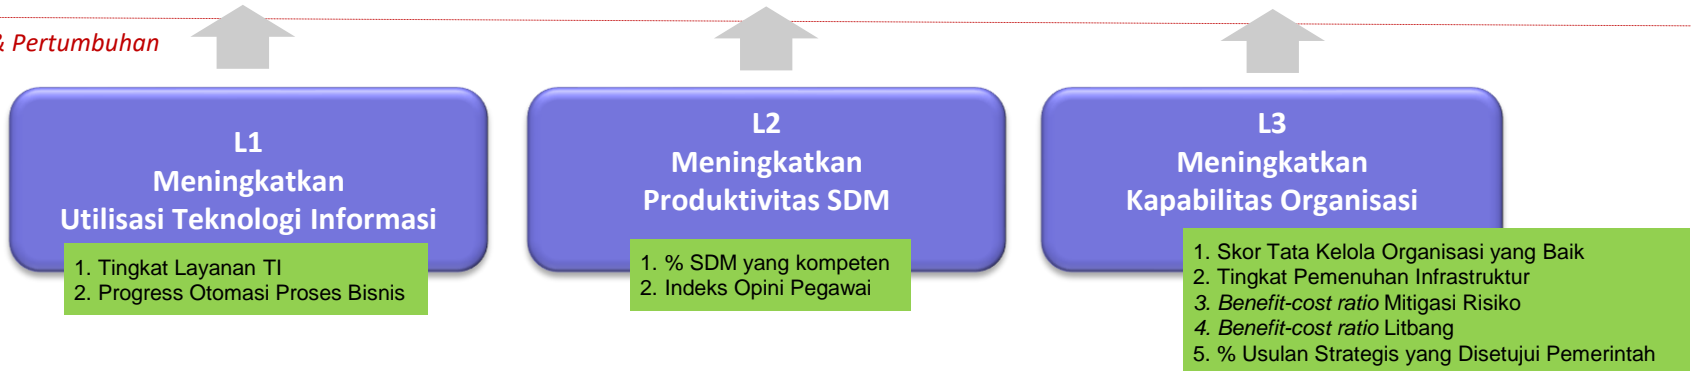 & Pertumbuhan
L1
Meningkatkan
Utilisasi Teknologi Informasi
1. Tingkat Layanan TI
2. Progress Otomasi Proses Bisnis
L2
Meningkatkan
Produktivitas SDM
1. % SDM yang kompeten
2. Indeks Opini Pegawai
L3
Meningkatkan
Kapabilitas Organisasi
1. Skor Tata Kelola Organisasi yang Baik
2. Tingkat Pemenuhan Infrastruktur
3. Benefit-cost ratio Mitigasi Risiko
4. Benefit-cost ratio Litbang
5. % Usulan Strategis yang Disetujui Pemerintah